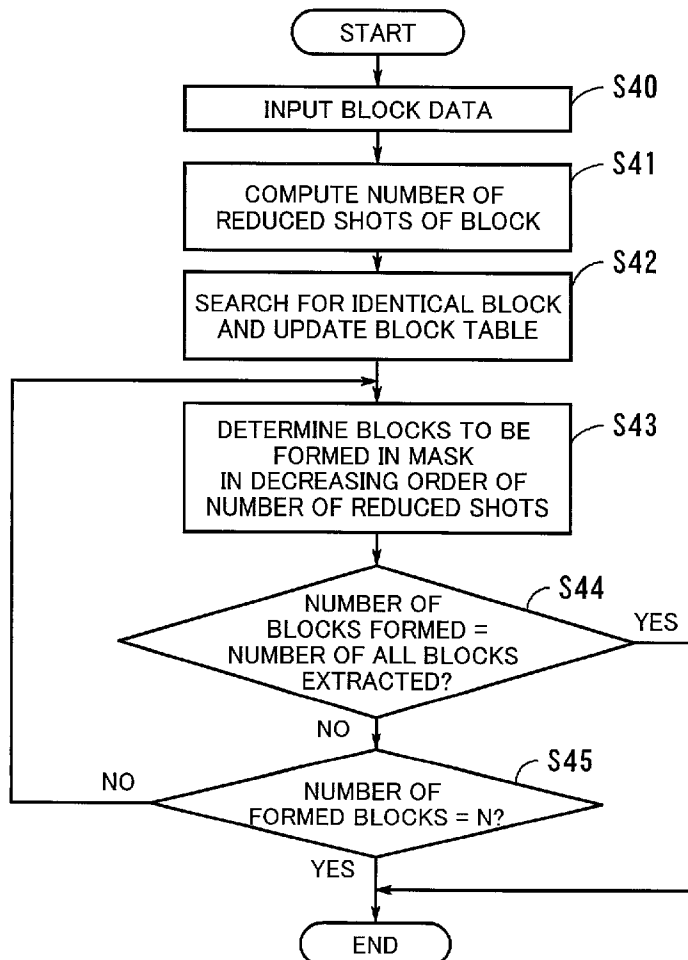 START
INPUT BLOCK DATA
S40
COMPUTE NUMBER OF
REDUCED SHOTS OF BLOCK
S41
SEARCH FOR IDENTICAL BLOCK
AND UPDATE BLOCK TABLE
S42
DETERMINE BLOCKS TO BE
FORMED IN MASK
IN DECREASING ORDER OF
NUMBER OF REDUCED SHOTS
S43
NUMBER OF
BLOCKS FORMED =
NUMBER OF ALL BLOCKS
EXTRACTED?
S44
YES
NO
NUMBER OF
FORMED BLOCKS = N?
S45
NO
YES
END